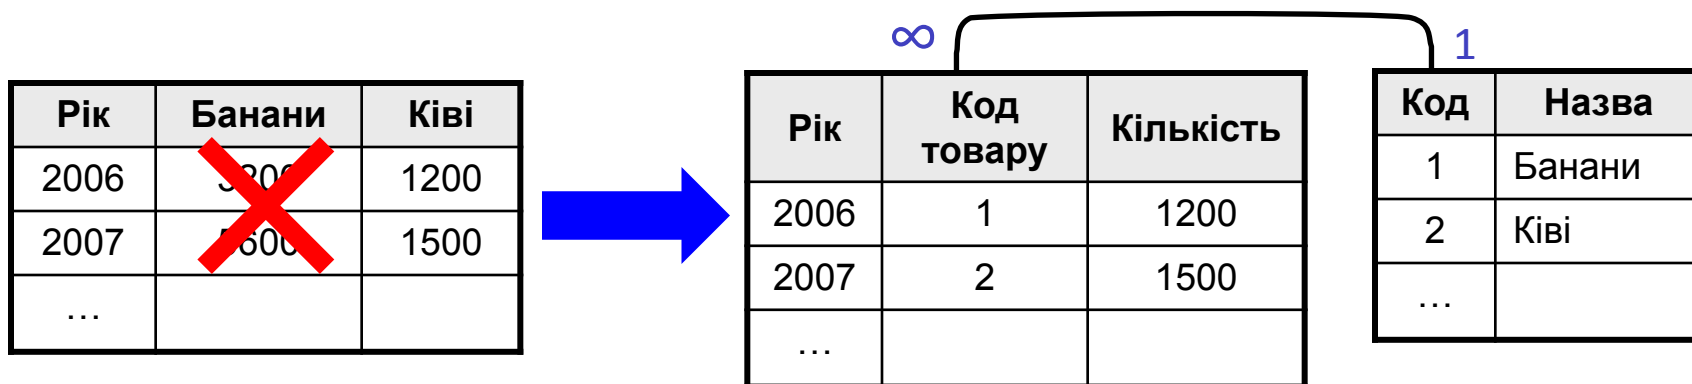 ∞ 1
Рік Банани Ківі
2006 1200
2007 1500
…
Рік Код товару Кількість
2006 1 1200
2007 2 1500
…
Код Назва
1 Банани
2 Ківі
…